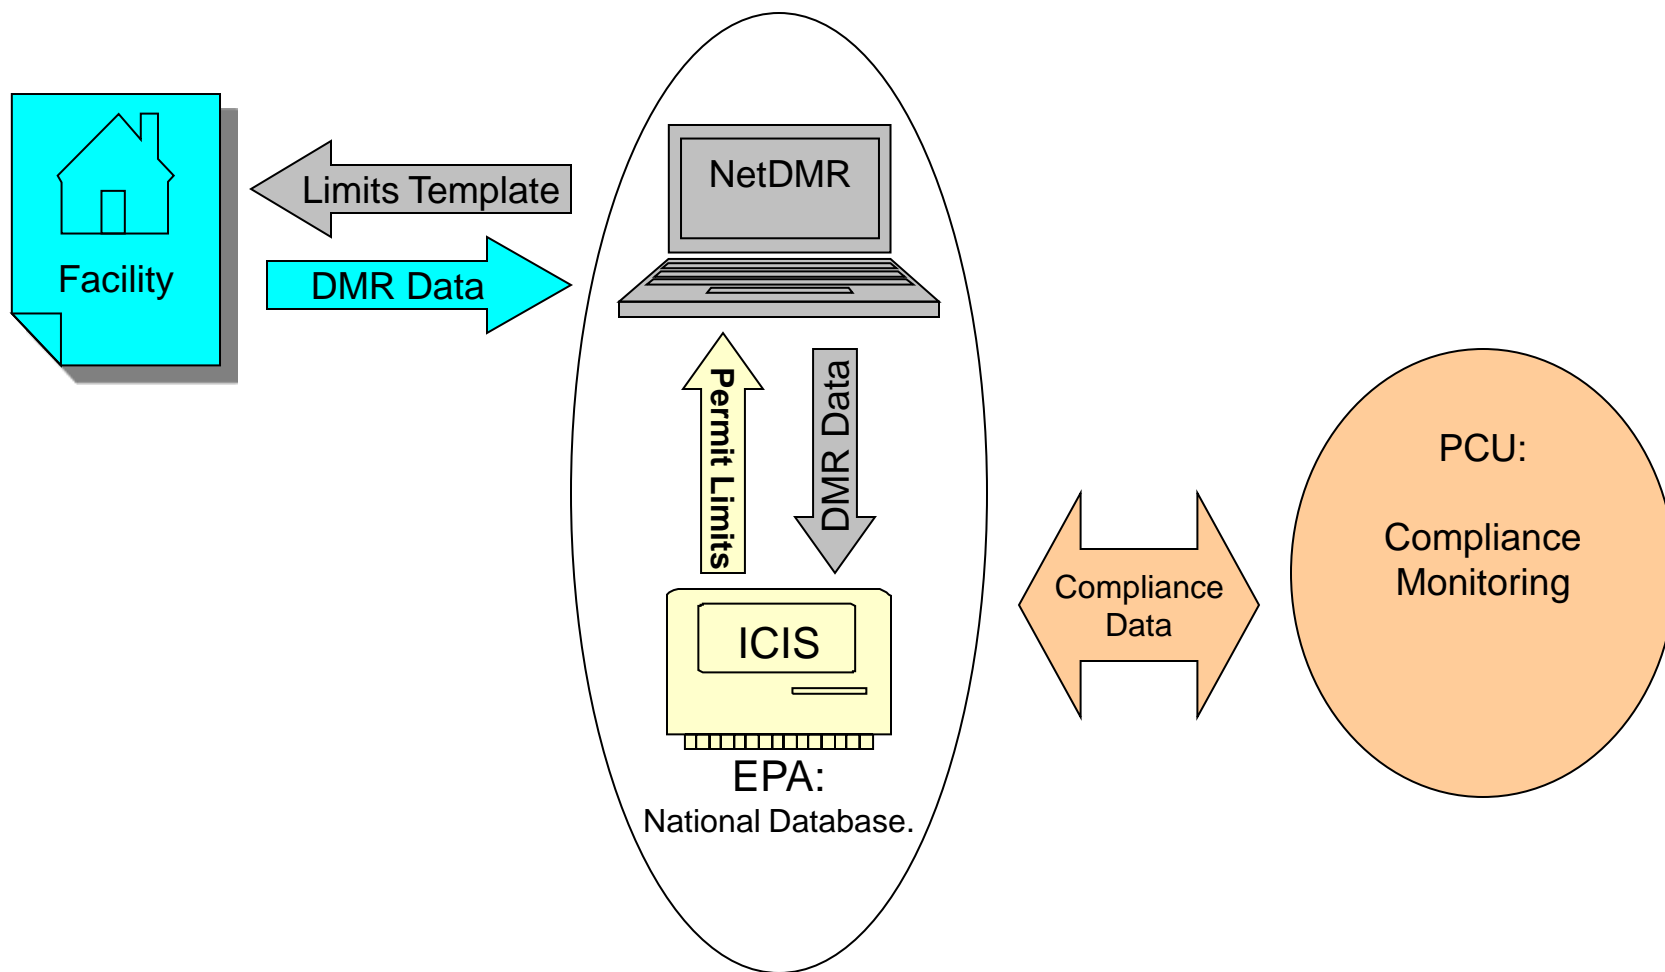 Facility
Limits Template
DMR Data
NetDMR
Permit Limits
DMR Data
ICIS
EPA:
National Database.
Compliance
Data
PCU:
Compliance
Monitoring